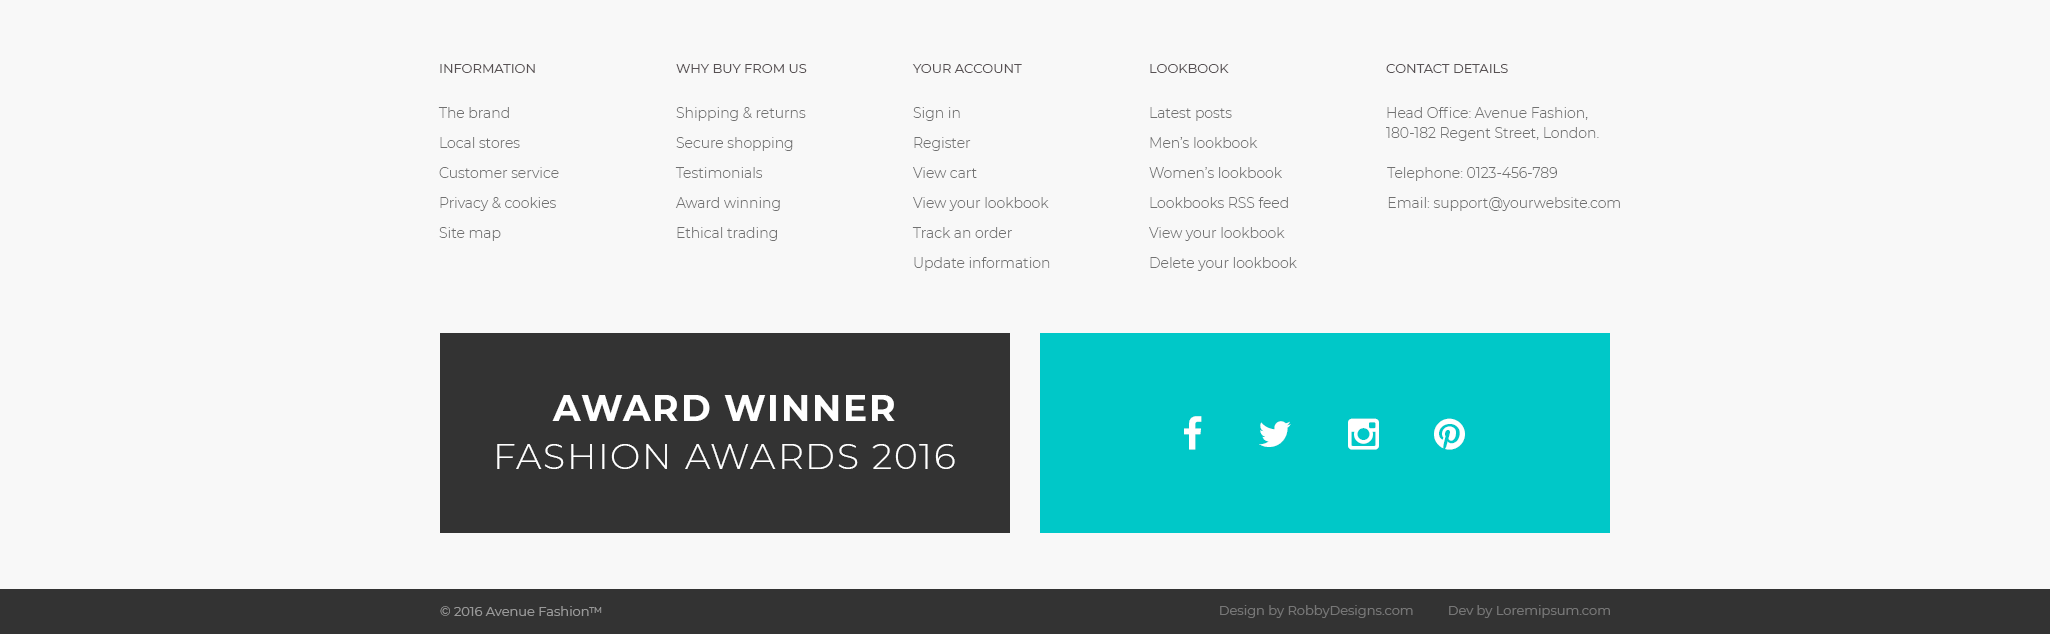 INFORMATION
The brand
Local stores
Customer service
Privacy & cookies
Site map
WHY BUY FROM US
Shipping & returns
Secure shopping
Testimonials
Award winning
Ethical trading
YOUR ACCOUNT
Sign in
Register
View cart
View your lookbook
Track an order
Update information
LOOKBOOK
Latest posts
Men’s lookbook
Women’s lookbook
Lookbooks RSS feed
View your lookbook
Delete your lookbook
CONTACT DETAILS
Head Office: Avenue Fashion,
180-182 Regent Street, London.
Telephone: 0123-456-789
Email: support@yourwebsite.com
AWARD WINNER
FASHION AWARDS 2016
© 2016 Avenue Fashion™
Design by RobbyDesigns.com
Dev by Loremipsum.com